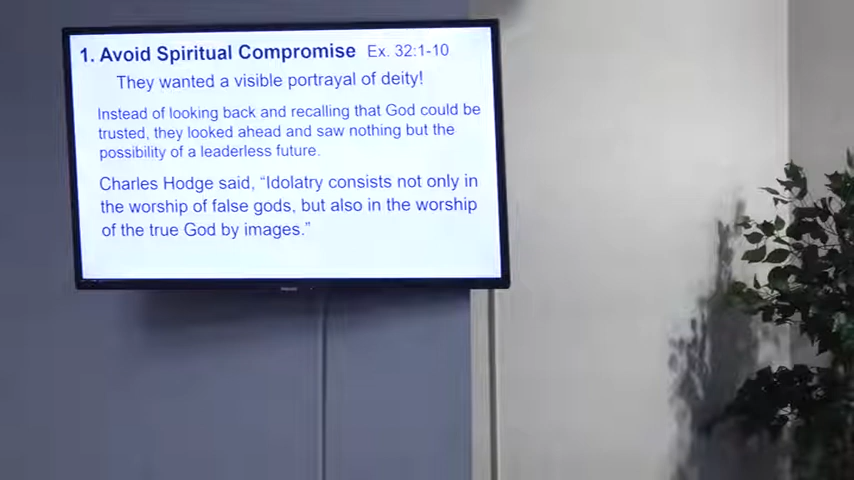 1. Avoid Spiritual Compromise Ex. 32:1-10
They wanted a visible portrayal of deity!
Instead of looking back and recalling that God could be
trusted, they looked ahead and saw nothing but the
possibility of a leaderless future.
Charles Hodge said, “Idolatry consists not only in
the worship of false gods, but also in the worship
of the true God by images.”